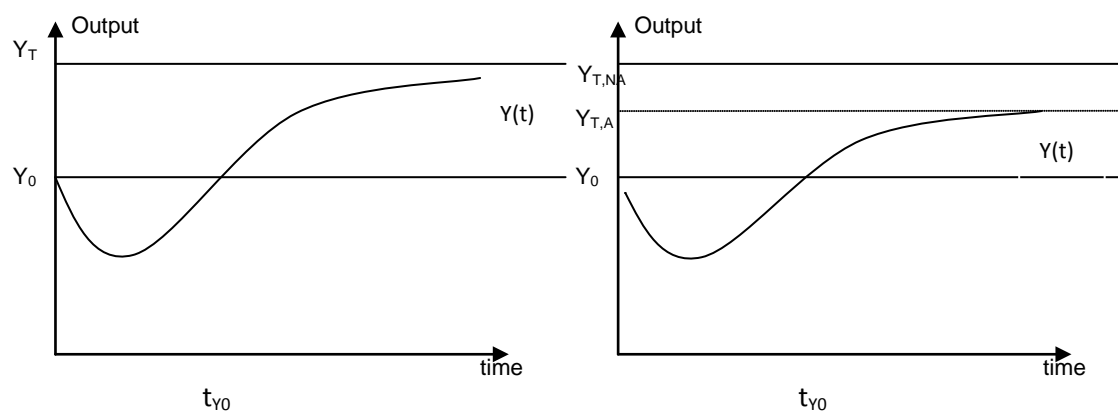 Output
Y_T
Y(t)
Y_0
time
t_Y0
Output
Y_T,NA
Y_T,A
Y(t)
Y_0
time
t_Y0